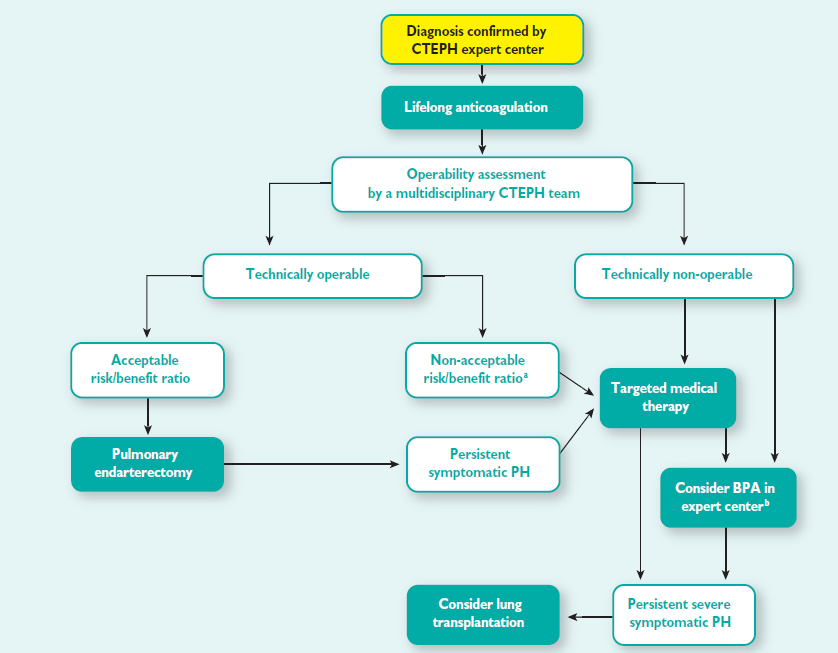 Diagnosis confirmed by
CTEPH expert center
Lifelong anticoagulation
Operability assessment
by a multidisciplinary CTEPH team
Technically operable
Technically non-operable
Acceptable
risk/benefit ratio
Non-acceptable
risk/benefit ratioᵃ
Targeted medical
therapy
Pulmonary
endarterectomy
Persistent
symptomatic PH
Consider BPA in
expert centerᵇ
Consider lung
transplantation
Persistent severe
symptomatic PH